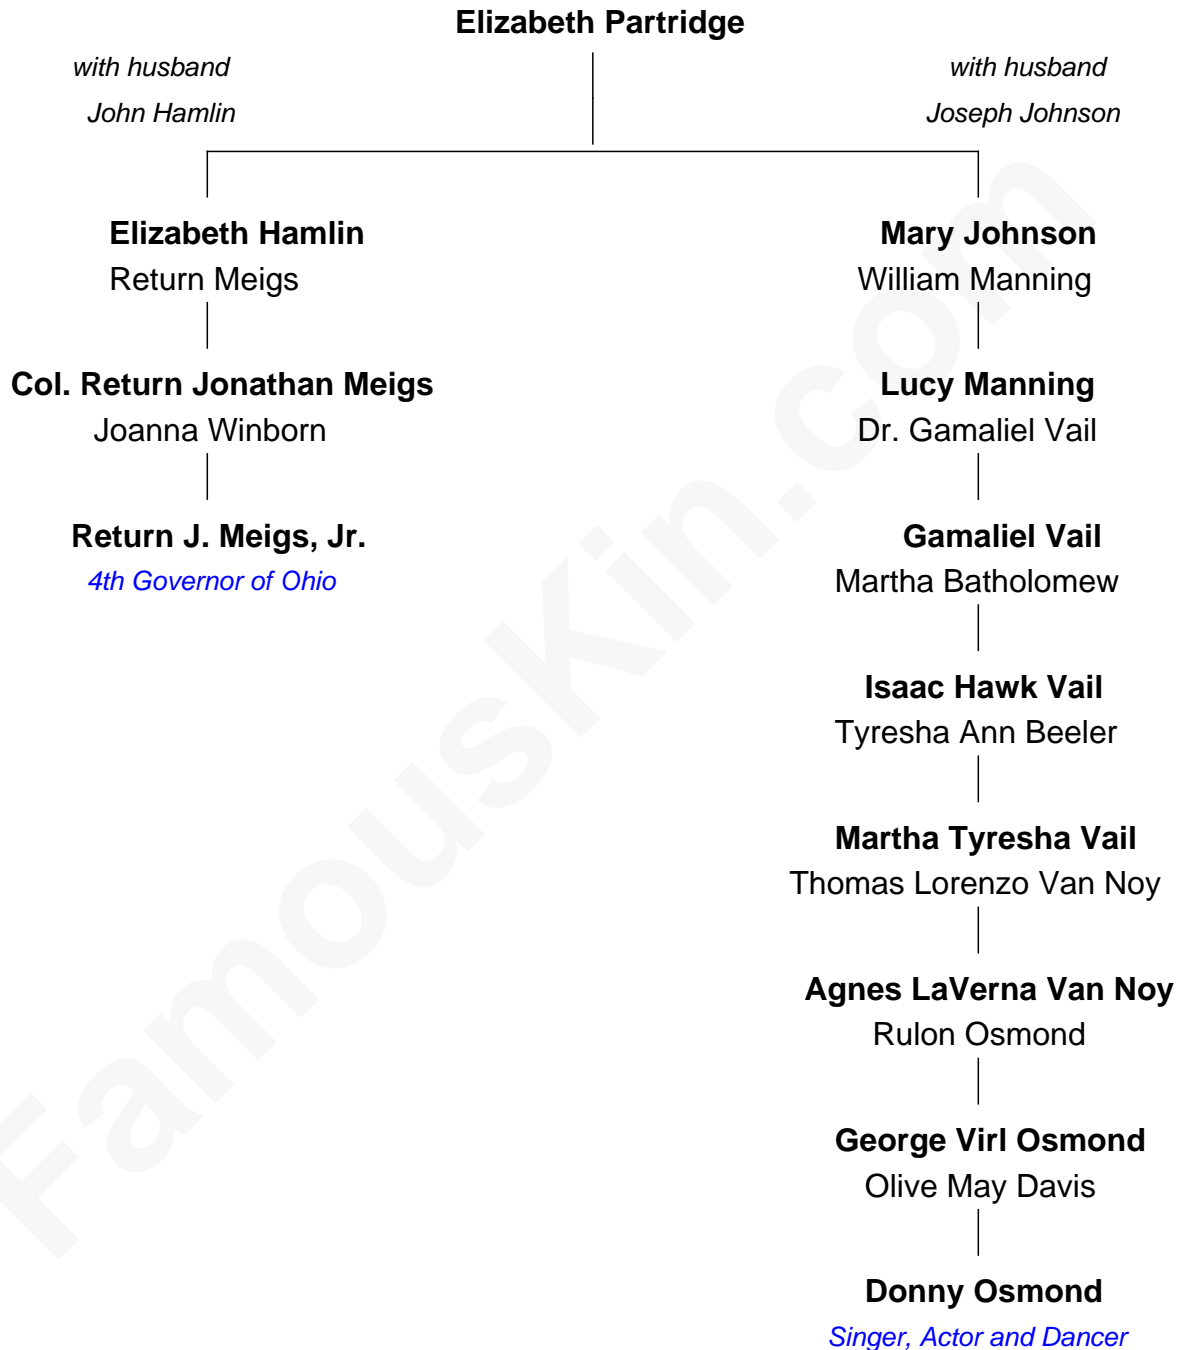 Elizabeth Partridge
with husband
John Hamlin
with husband
Joseph Johnson
Elizabeth Hamlin
Return Meigs
Mary Johnson
William Manning
Col. Return Jonathan Meigs
Joanna Winborn
Lucy Manning
Dr. Gamaliel Vail
Return J. Meigs, Jr.
4th Governor of Ohio
Gamaliel Vail
Martha Batholomew
Isaac Hawk Vail
Tyresha Ann Beeler
Martha Tyresha Vail
Thomas Lorenzo Van Noy
Agnes LaVerna Van Noy
Rulon Osmond
George Virl Osmond
Olive May Davis
Donny Osmond
Singer, Actor and Dancer
FamousKin.com